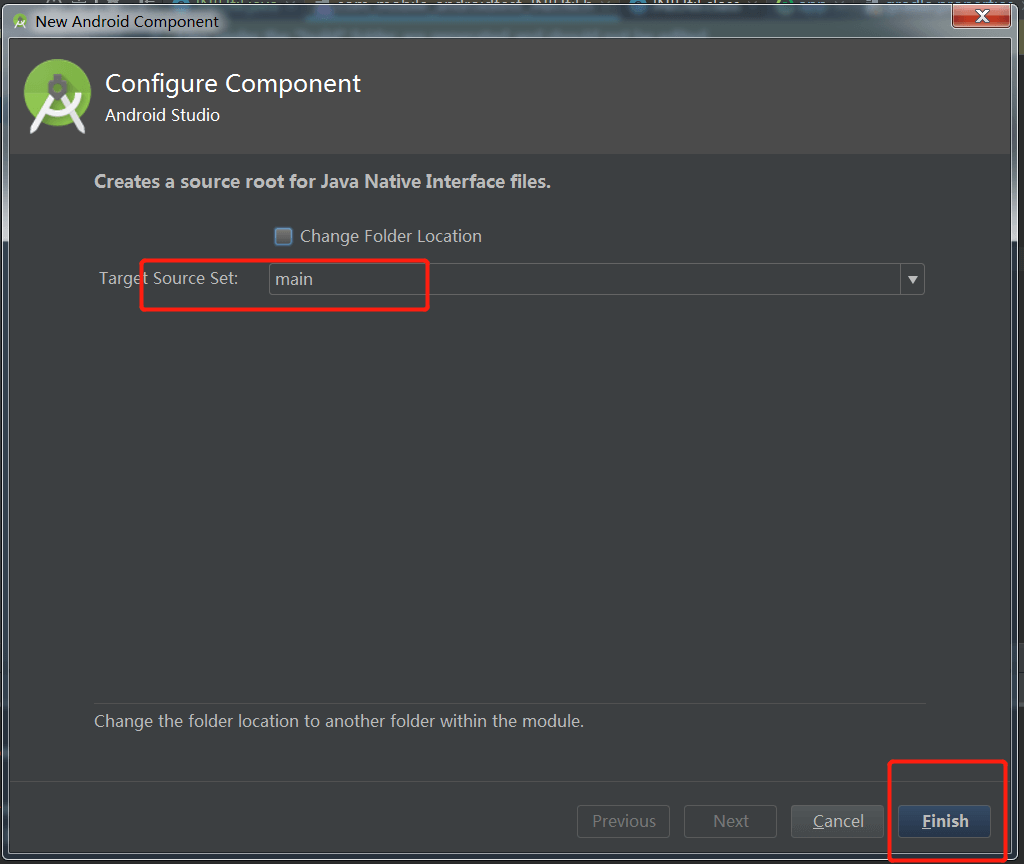 New Android Component
Configure Component
Android Studio
Creates a source root for Java Native Interface files.
Change Folder Location
Target Source Set:
main
Change the folder location to another folder within the module.
Previous
Next
Cancel
Finish